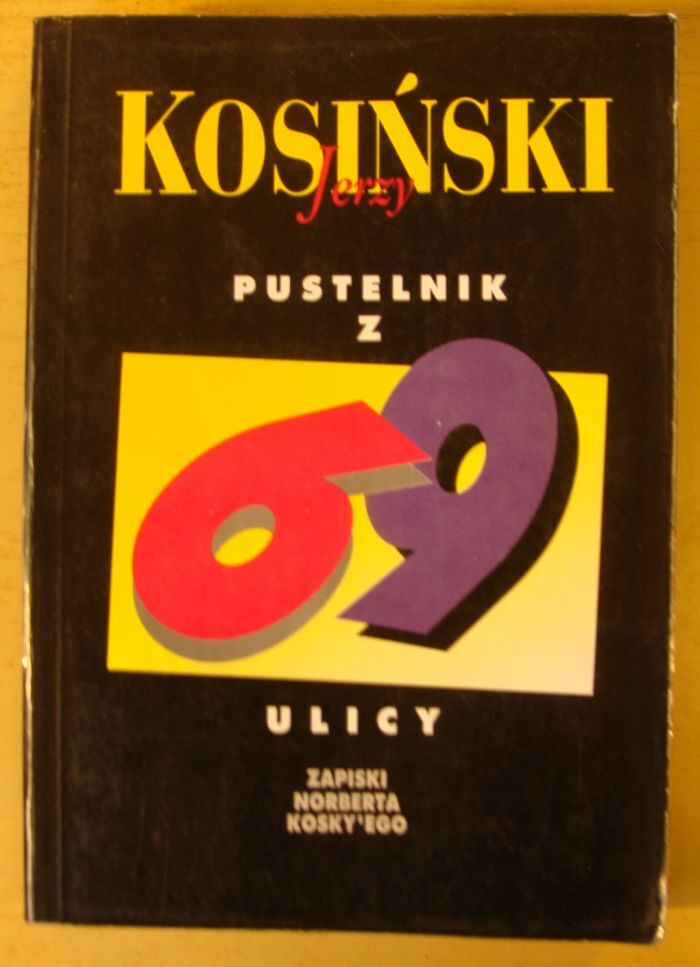 KOSIŃSKI
Jerzy
PUSTELNIK
Z
69
ULICY
ZAPISKI
NORBERTA
KOSKY'EGO